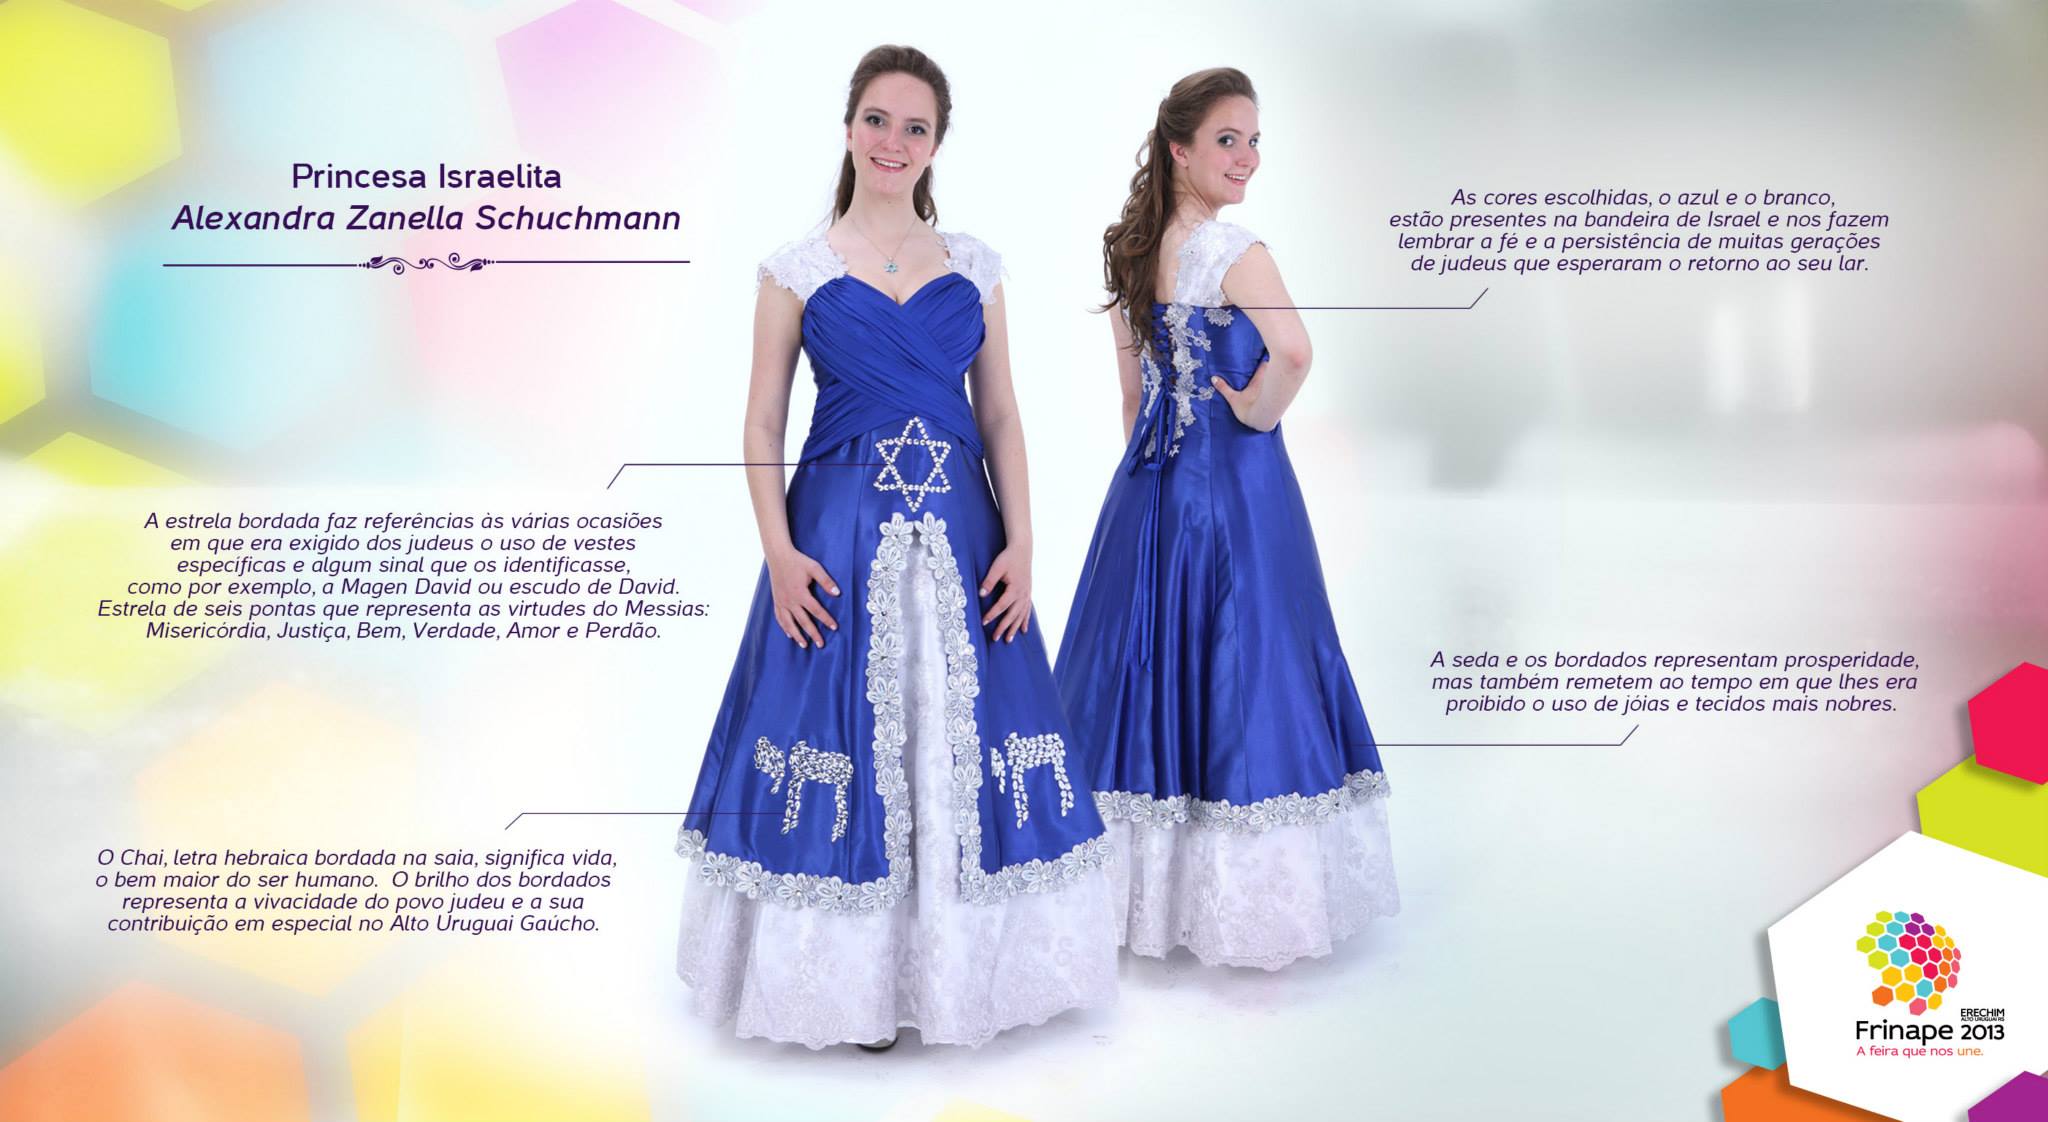 Princesa Israelita
Alexandra Zanella Schuchmann
As cores escolhidas, o azul e o branco,
estão presentes na bandeira de Israel e nos fazem
lembrar a fé e a persistência de muitas gerações
de judeus que esperaram o retorno ao seu lar.
A estrela bordada faz referências às várias ocasiões
em que era exigido dos judeus o uso de vestes
específicas e algum sinal que os identificasse,
como por exemplo, a Magen David ou escudo de David.
Estrela de seis pontas que representa as virtudes do Messias:
Misericórdia, Justiça, Bem, Verdade, Amor e Perdão.
A seda e os bordados representam prosperidade,
mas também remetem ao tempo em que lhes era
proibido o uso de jóias e tecidos mais nobres.
חי חי
O Chai, letra hebraica bordada na saia, significa vida,
o bem maior do ser humano. O brilho dos bordados
representa a vivacidade do povo judeu e a sua
contribuição em especial no Alto Uruguai Gaúcho.
ERECHIM
ALTO URUGUAI RS
Frinape 2013
A feira que nos une.